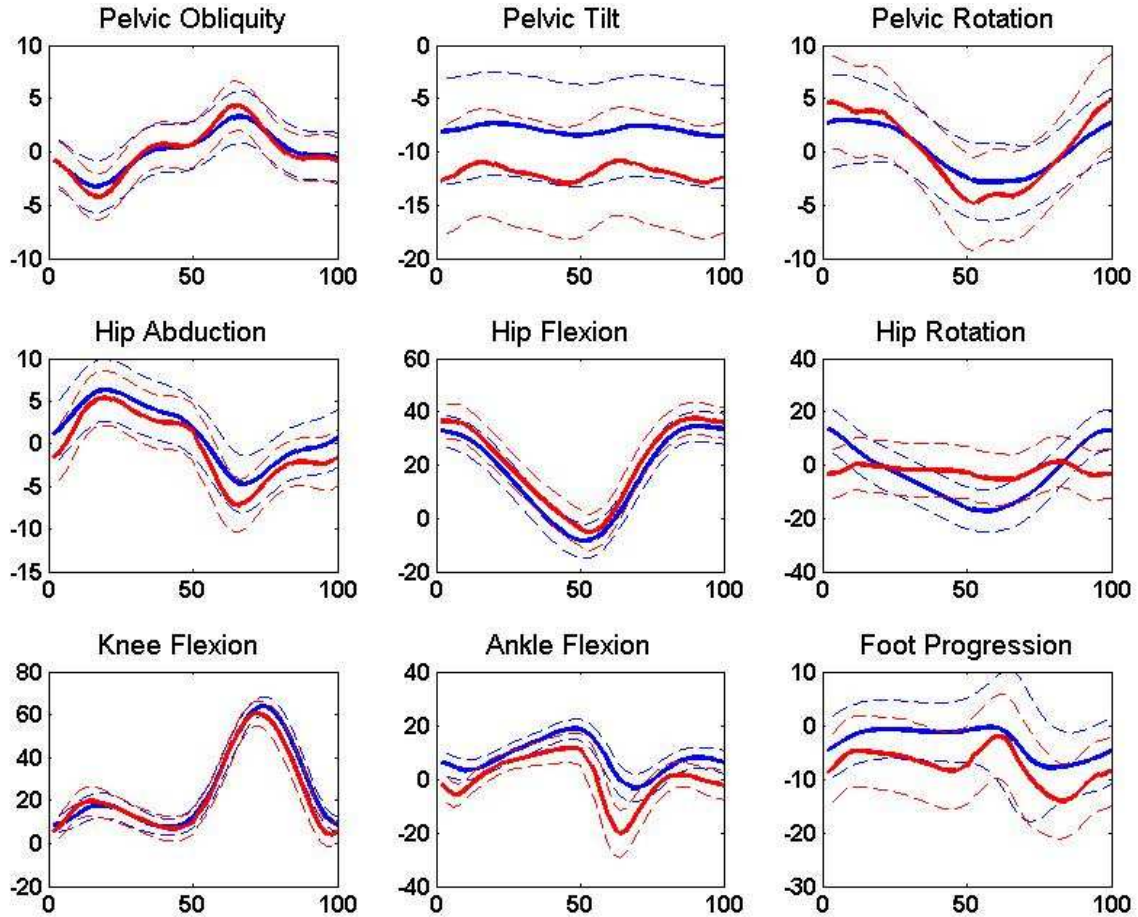 Pelvic Obliquity Pelvic Tilt Pelvic Rotation
10 0 10
5 -5 5
0 -10 0
-5 -15 -5
-10 -20 -10
0 50 100 0 50 100 0 50 100
Hip Abduction Hip Flexion Hip Rotation
10 60 40
5 40 20
0 20 0
-5 0 -20
-10 -20 -40
-15
0 50 100 0 50 100 0 50 100
Knee Flexion Ankle Flexion Foot Progression
80 40 10
60 20 0
40 0 -10
20 -20 -20
0 -40 -30
-20
0 50 100 0 50 100 0 50 100